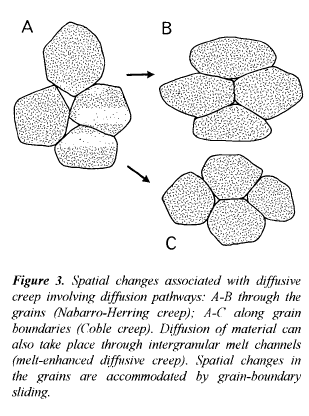 A
B
C
Figure 3. Spatial changes associated with diffusive
creep involving diffusion pathways: A-B through the
grains (Nabarro-Herring creep); A-C along grain
boundaries (Coble creep). Diffusion of material can
also take place through intergranular melt channels
(melt-enhanced diffusive creep). Spatial changes in
the grains are accommodated by grain-boundary
sliding.